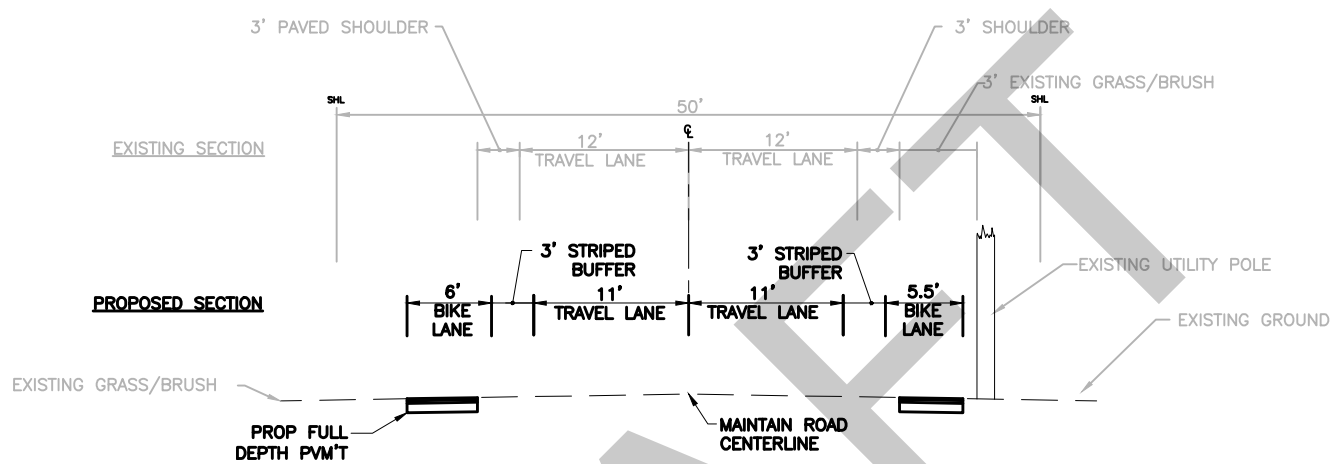 3' PAVED SHOULDER
3' SHOULDER
3' EXISTING GRASS/BRUSH
SHL
SHL
50'
℄
EXISTING SECTION
12'
TRAVEL LANE
12'
TRAVEL LANE
3' STRIPED
BUFFER
3' STRIPED
BUFFER
EXISTING UTILITY POLE
PROPOSED SECTION
6'
BIKE
LANE
11'
TRAVEL LANE
11'
TRAVEL LANE
5.5'
BIKE
LANE
EXISTING GROUND
EXISTING GRASS/BRUSH
PROP FULL
DEPTH PVM'T
MAINTAIN ROAD
CENTERLINE